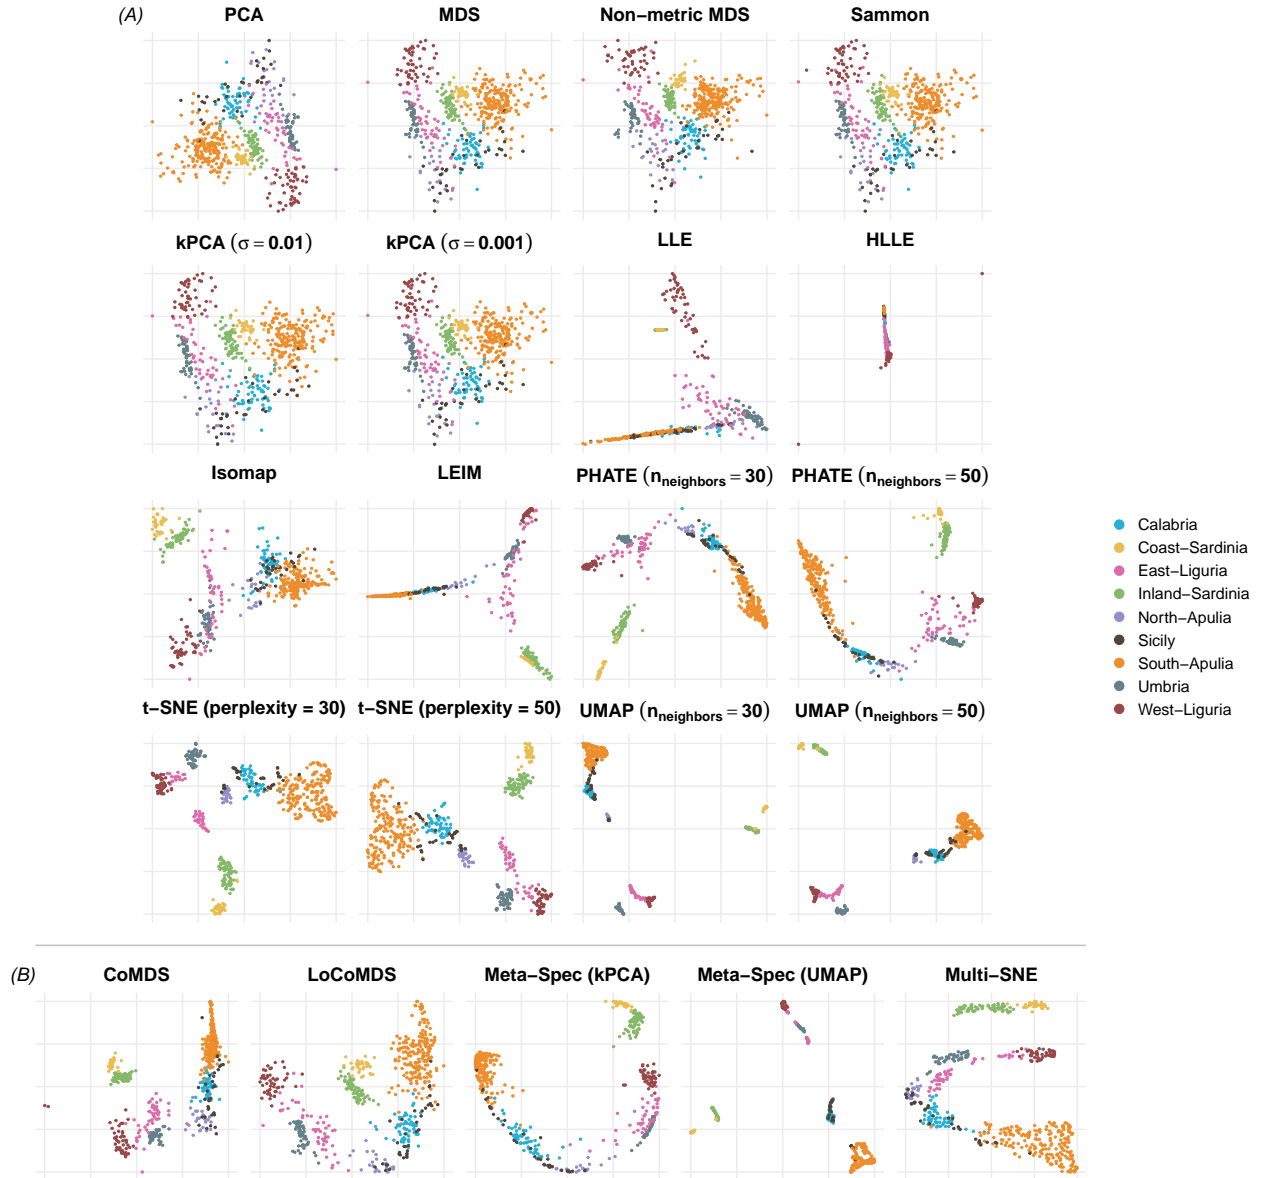 (A)
PCA
MDS
Non−metric MDS
Sammon
kPCA (σ = 0.01)
kPCA (σ = 0.001)
LLE
HLLE
Isomap
LEIM
PHATE (nneighbors = 30)
PHATE (nneighbors = 50)
t−SNE (perplexity = 30)
t−SNE (perplexity = 50)
UMAP (nneighbors = 30)
UMAP (nneighbors = 50)
Calabria
Coast−Sardinia
East−Liguria
Inland−Sardinia
North−Apulia
Sicily
South−Apulia
Umbria
West−Liguria
(B)
CoMDS
LoCoMDS
Meta−Spec (kPCA)
Meta−Spec (UMAP)
Multi−SNE